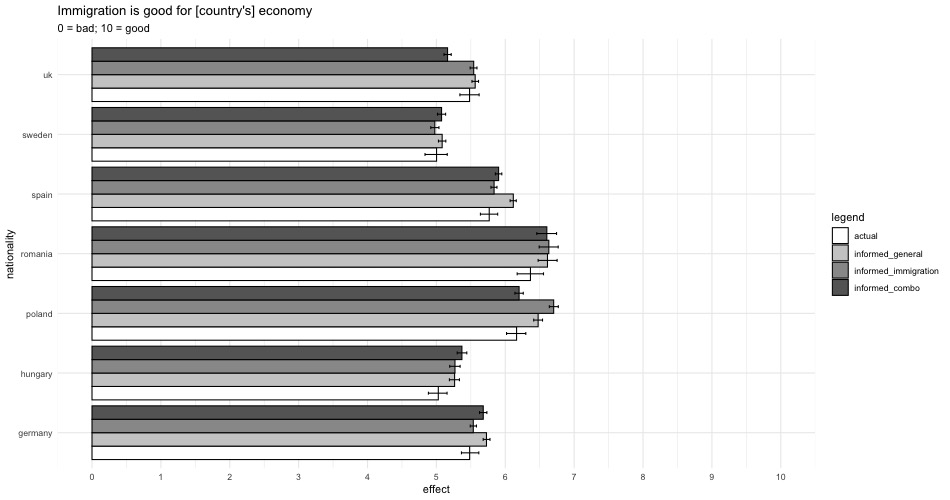 Immigration is good for [country's] economy
0 = bad; 10 = good
nationality
uk
sweden
spain
romania
poland
hungary
germany
0 1 2 3 4 5 6 7 8 9 10
effect
legend
actual
informed_general
informed_immigration
informed_combo